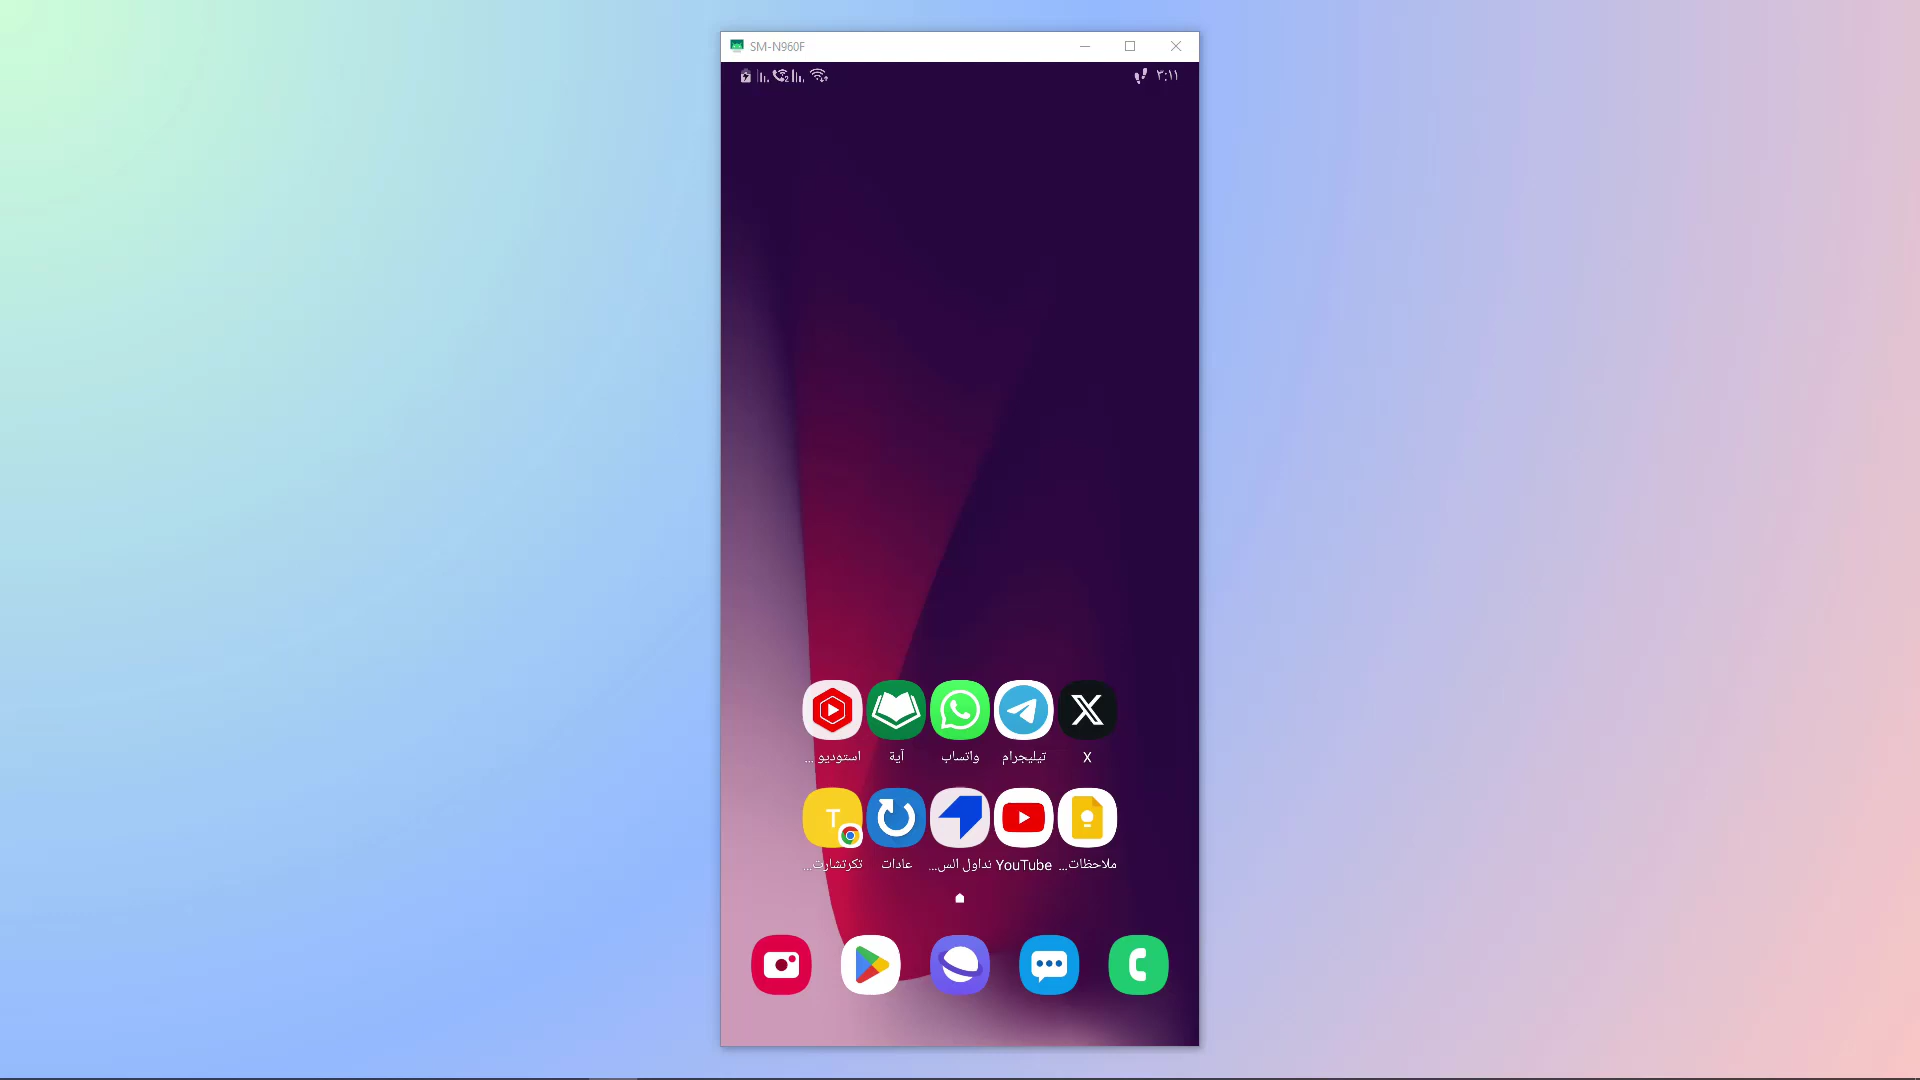 SM-N960F
٣:١١
X
تيليجرام
واتساب
آية
استوديو ...
ملاحظات...
YouTube
تداول الس...
عادات
تكرتشارت...
T